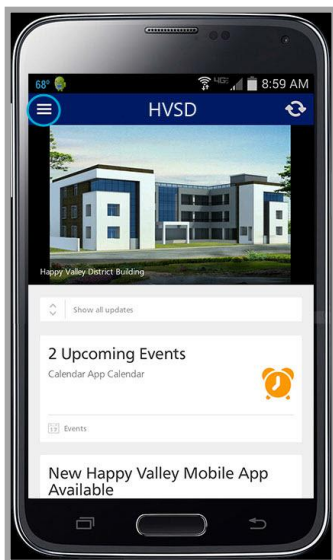 68° 4G LTE 8:59 AM
HVSD
Happy Valley District Building
Show all updates
2 Upcoming Events
Calendar App Calendar
Events
New Happy Valley Mobile App
Available